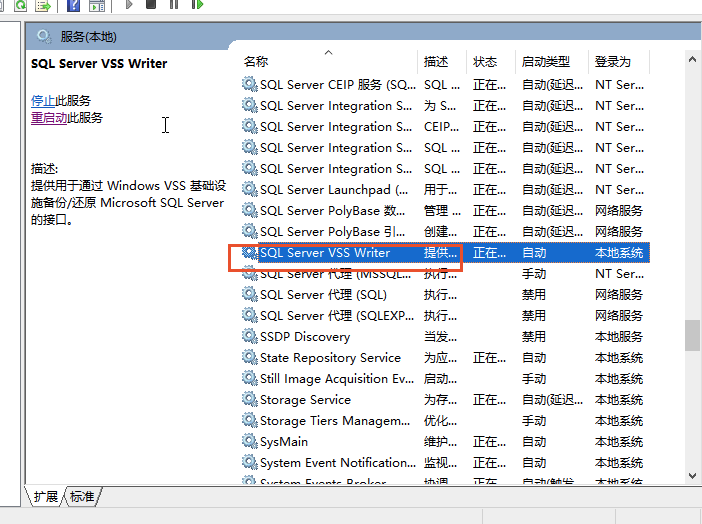 服务(本地)
SQL Server VSS Writer
停止此服务
重启动此服务
描述:
提供用于通过 Windows VSS 基础设
施备份/还原 Microsoft SQL Server
的接口。
名称 描述 状态 启动类型 登录为
SQL Server CEIP 服务 (SQ... SQL ... 正在... 自动(延迟... NT Ser...
SQL Server Integration S... 为 S... 正在... 自动(延迟... NT Ser...
SQL Server Integration S... CEIP... 正在... 自动(延迟... NT Ser...
SQL Server Integration S... SQL ... 正在... 自动(延迟... NT Ser...
SQL Server Integration S... SQL ... 正在... 自动(延迟... NT Ser...
SQL Server Launchpad (... 用于... 正在... 自动(延迟... NT Ser...
SQL Server PolyBase 数... 管理 ... 正在... 自动(延迟... 网络服务
SQL Server PolyBase 引... 创建... 正在... 自动(延迟... 网络服务
SQL Server VSS Writer 提供... 正在... 自动 本地系统
SQL Server 代理 (MSSQL... 执行... 手动 NT Ser...
SQL Server 代理 (SQL) 执行... 禁用 网络服务
SQL Server 代理 (SQLEXP... 执行... 禁用 网络服务
SSDP Discovery 当发... 禁用 本地服务
State Repository Service 为应... 正在... 自动 本地系统
Still Image Acquisition Ev... 启动... 手动 本地系统
Storage Service 为存... 正在... 自动(延迟... 本地系统
Storage Tiers Managem... 优化... 手动 本地系统
SysMain 维护... 正在... 自动 本地系统
System Event Notification... 监视... 正在... 自动 本地系统
System Events Broker 协调... 正在... 自动(触发... 本地系统
扩展 标准